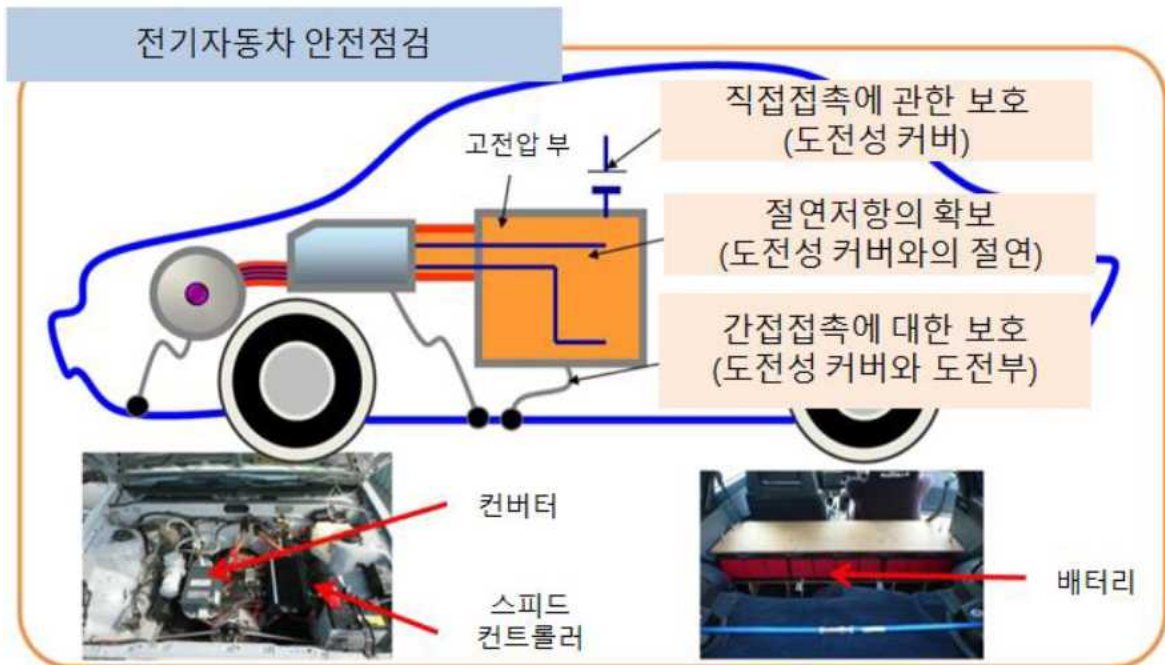 전기자동차 안전점검
직접접촉에 관한 보호
(도전성 커버)
고전압 부
절연저항의 확보
(도전성 커버와의 절연)
간접접촉에 대한 보호
(도전성 커버와 도전부)
컨버터
스피드
컨트롤러
배터리